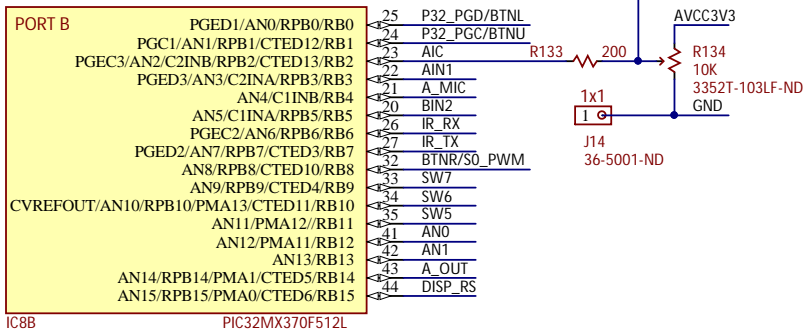 PORT B
PGED1/AN0/RPB0/RB0 25 P32_PGD/BTNL
PGC1/AN1/RPB1/CTED12/RB1 24 P32_PGC/BTNU
PGEC3/AN2/C2INB/RPB2/CTED13/RB2 23 AIC R133 200
PGED3/AN3/C2INA/RPB3/RB3 22 AIN1
AN4/C1INB/RB4 21 A_MIC
AN5/C1INA/RPB5/RB5 20 BIN2
PGEC2/AN6/RPB6/RB6 26 IR_RX
PGED2/AN7/RPB7/CTED3/RB7 27 IR_TX
AN8/RPB8/CTED10/RB8 32 BTNR/S0_PWM
AN9/RPB9/CTED4/RB9 33 SW7
CVREFOUT/AN10/RPB10/PMA13/CTED11/RB10 34 SW6
AN11/PMA12//RB11 35 SW5
AN12/PMA11/RB12 41 AN0
AN13/RB13 42 AN1
AN14/RPB14/PMA1/CTED5/RB14 43 A_OUT
AN15/RPB15/PMA0/CTED6/RB15 44 DISP_RS
IC8B PIC32MX370F512L
AVCC3V3
R134
10K
3352T-103LF-ND
GND
1x1
1
J14
36-5001-ND